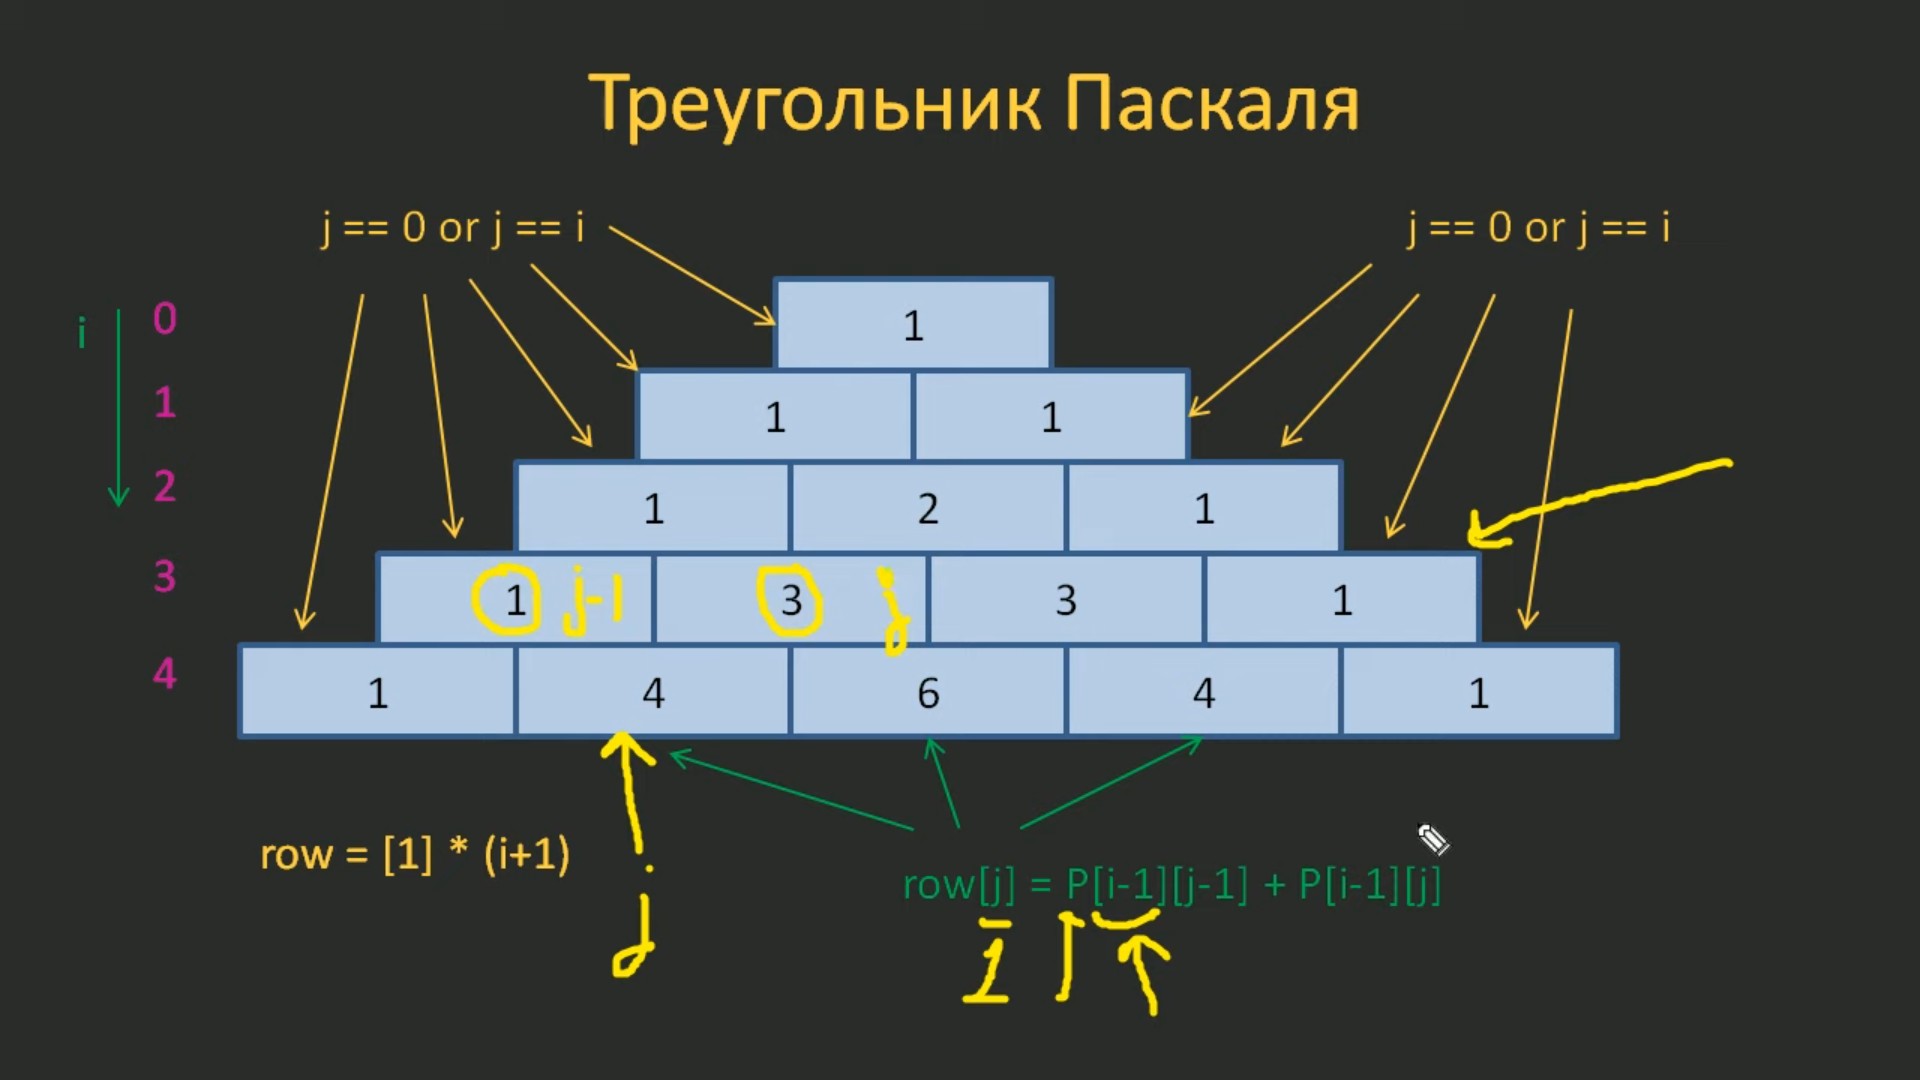 Треугольник Паскаля
j == 0 or j == i
j == 0 or j == i
i
0
1
1
1 1
2
1 2 1
3
1 j-1 3 j 3 1
4
1 4 6 4 1
row = [1] * (i+1)
j
row[j] = P[i-1][j-1] + P[i-1][j]
1